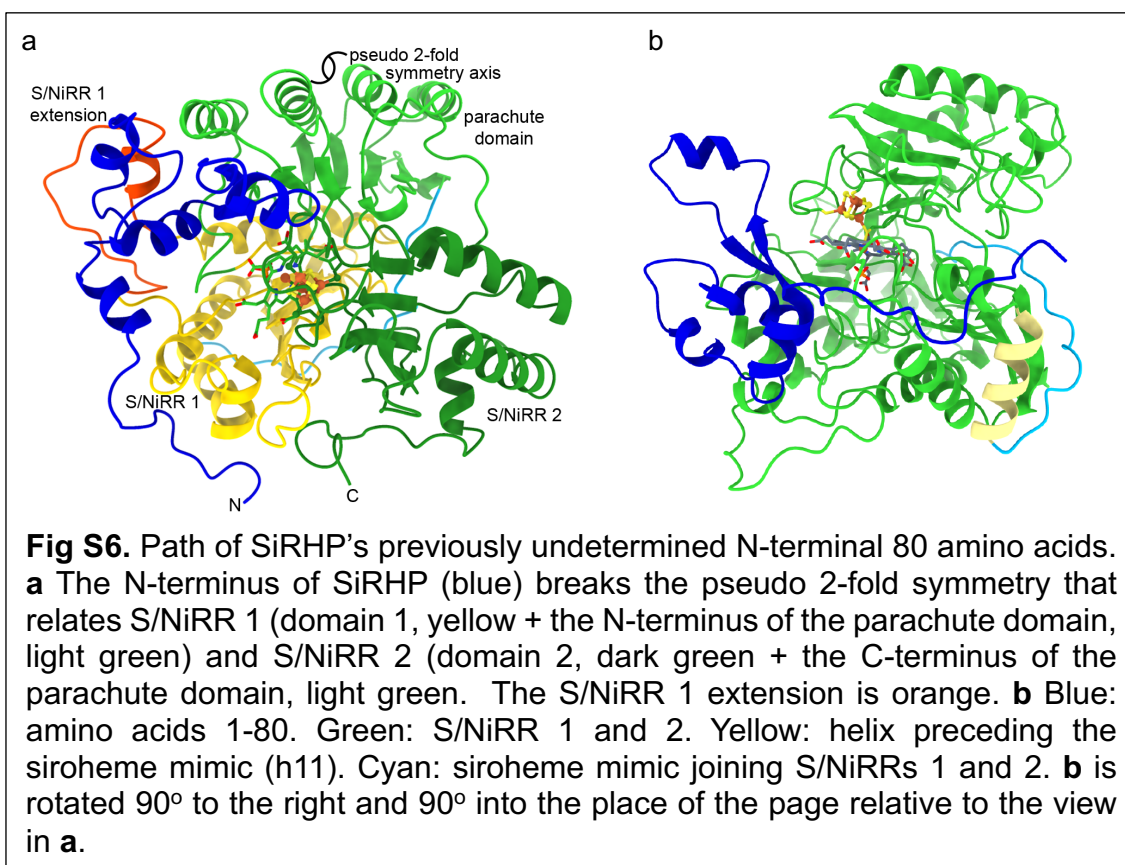 a
b
pseudo 2-fold
symmetry axis
S/NiRR 1
extension
parachute
domain
S/NiRR 1
S/NiRR 2
N
C
Fig S6. Path of SiRHP’s previously undetermined N-terminal 80 amino acids.
a The N-terminus of SiRHP (blue) breaks the pseudo 2-fold symmetry that
relates S/NiRR 1 (domain 1, yellow + the N-terminus of the parachute domain,
light green) and S/NiRR 2 (domain 2, dark green + the C-terminus of the
parachute domain, light green. The S/NiRR 1 extension is orange. b Blue:
amino acids 1-80. Green: S/NiRR 1 and 2. Yellow: helix preceding the
siroheme mimic (h11). Cyan: siroheme mimic joining S/NiRRs 1 and 2. b is
rotated 90º to the right and 90º into the place of the page relative to the view
in a.